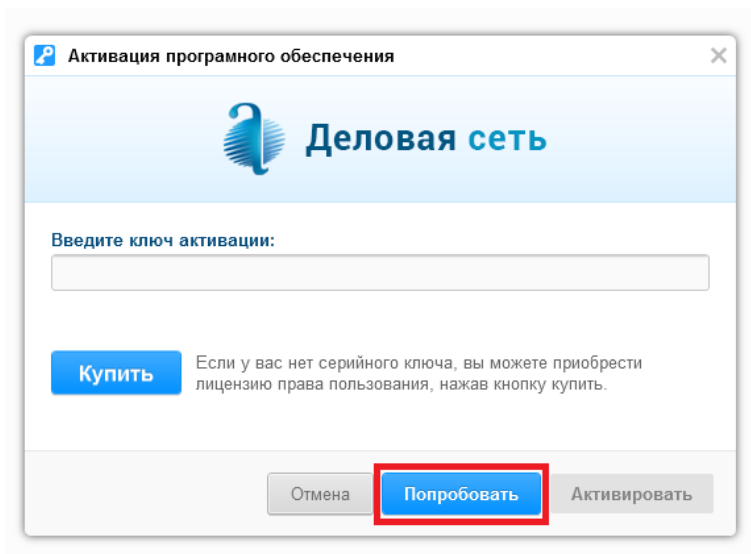 Активация програмного обеспечения
Деловая сеть
Введите ключ активации:
Купить
Если у вас нет серийного ключа, вы можете приобрести
лицензию права пользования, нажав кнопку купить.
Отмена Попробовать Активировать